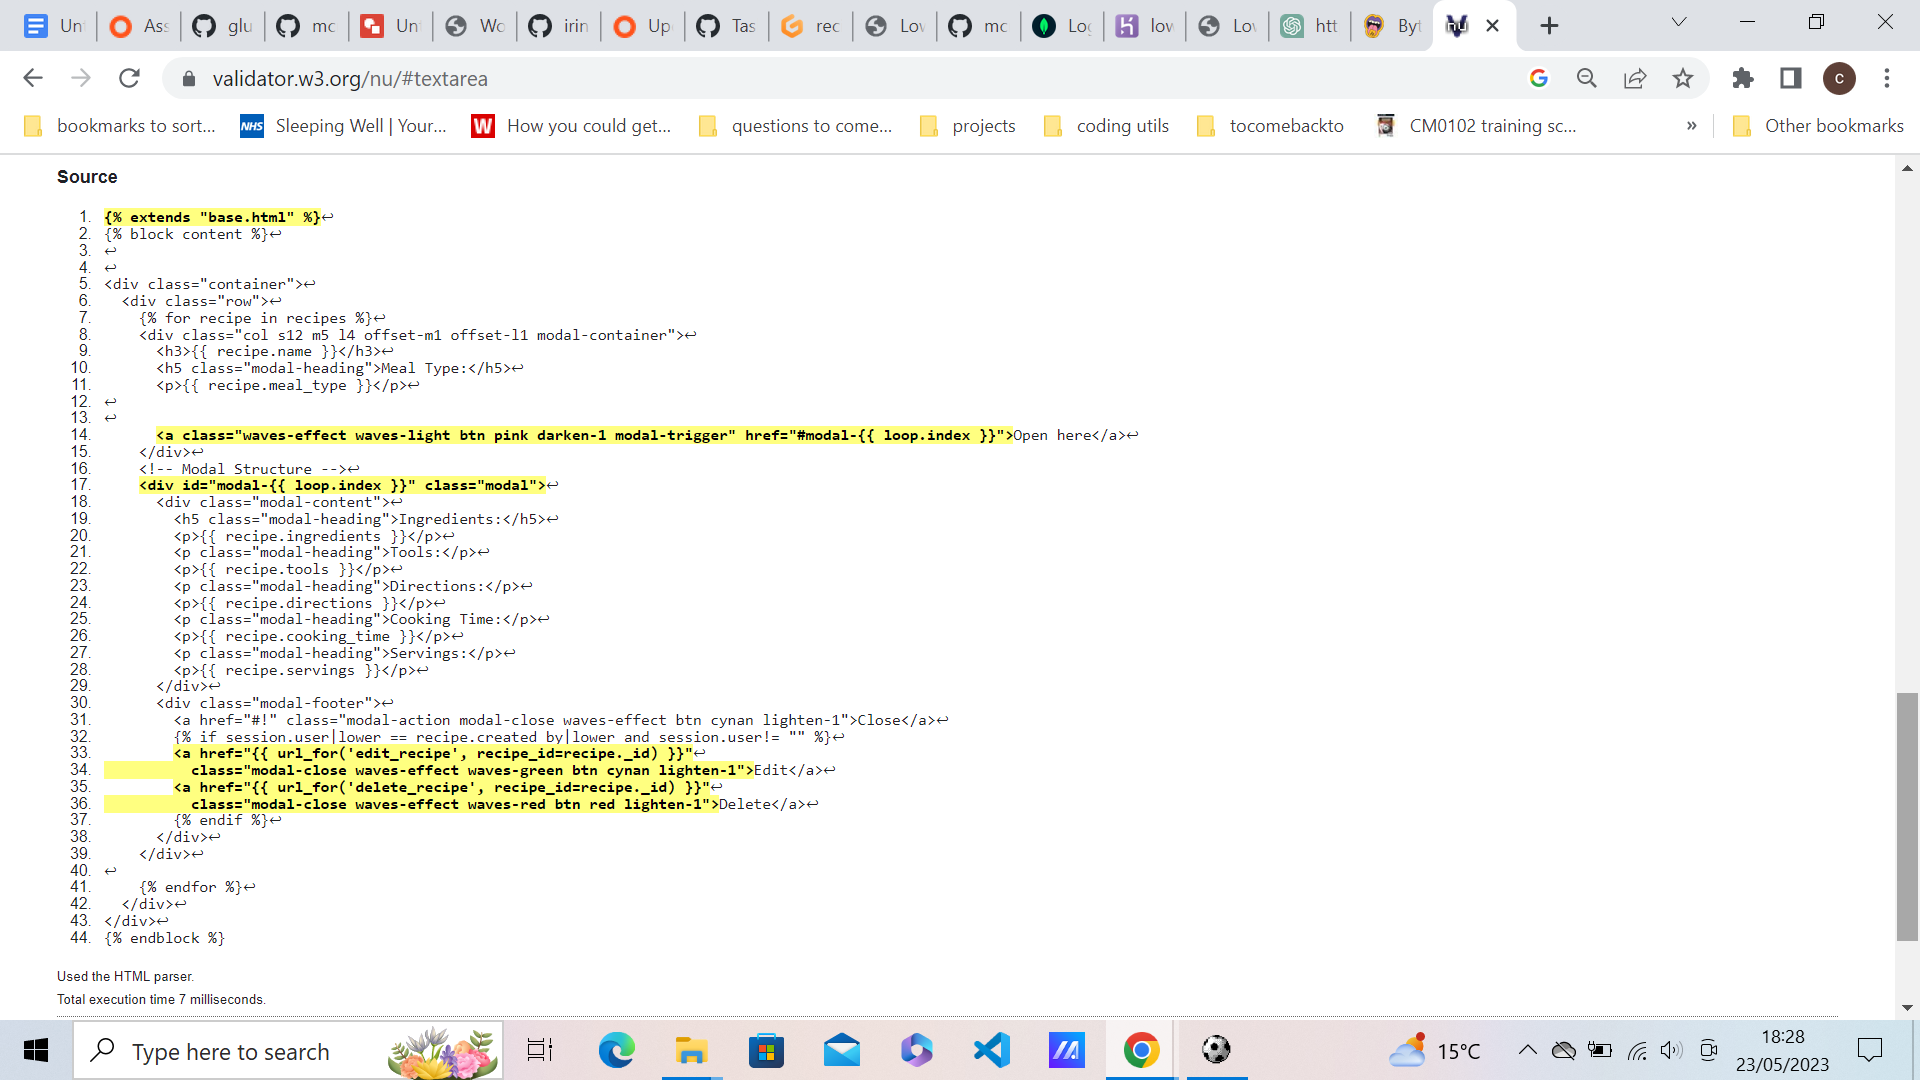 Un
Ass
glu
mc
Un
Wo
irin
Up
Tas
rec
Lov
mc
Lo
lov
Lov
htt
Byt
nu
validator.w3.org/nu/#textarea
c
bookmarks to sort...
NHS
Sleeping Well | Your...
W
How you could get...
questions to come...
projects
coding utils
tocomebackto
CM0102 training sc...
»
Other bookmarks
Source
1. {% extends "base.html" %}↩
2. {% block content %}↩
3. ↩
4. ↩
5. <div class="container">↩
6. <div class="row">↩
7. {% for recipe in recipes %}↩
8. <div class="col s12 m5 l4 offset-m1 offset-l1 modal-container">↩
9. <h3>{{ recipe.name }}</h3>↩
10. <h5 class="modal-heading">Meal Type:</h5>↩
11. <p>{{ recipe.meal_type }}</p>↩
12. ↩
13. ↩
14. <a class="waves-effect waves-light btn pink darken-1 modal-trigger" href="#modal-{{ loop.index }}">Open here</a>↩
15. </div>↩
16. <!-- Modal Structure -->↩
17. <div id="modal-{{ loop.index }}" class="modal">↩
18. <div class="modal-content">↩
19. <h5 class="modal-heading">Ingredients:</h5>↩
20. <p>{{ recipe.ingredients }}</p>↩
21. <p class="modal-heading">Tools:</p>↩
22. <p>{{ recipe.tools }}</p>↩
23. <p class="modal-heading">Directions:</p>↩
24. <p>{{ recipe.directions }}</p>↩
25. <p class="modal-heading">Cooking Time:</p>↩
26. <p>{{ recipe.cooking_time }}</p>↩
27. <p class="modal-heading">Servings:</p>↩
28. <p>{{ recipe.servings }}</p>↩
29. </div>↩
30. <div class="modal-footer">↩
31. <a href="#!" class="modal-action modal-close waves-effect btn cynan lighten-1">Close</a>↩
32. {% if session.user|lower == recipe.created by|lower and session.user!= "" %}↩
33. <a href="{{ url_for('edit_recipe', recipe_id=recipe._id) }}"↩
34. class="modal-close waves-effect waves-green btn cynan lighten-1">Edit</a>↩
35. <a href="{{ url_for('delete_recipe', recipe_id=recipe._id) }}"↩
36. class="modal-close waves-effect waves-red btn red lighten-1">Delete</a>↩
37. {% endif %}↩
38. </div>↩
39. </div>↩
40. ↩
41. {% endfor %}↩
42. </div>↩
43. </div>↩
44. {% endblock %}
Used the HTML parser.
Total execution time 7 milliseconds.
Type here to search
15°C
18:28
23/05/2023